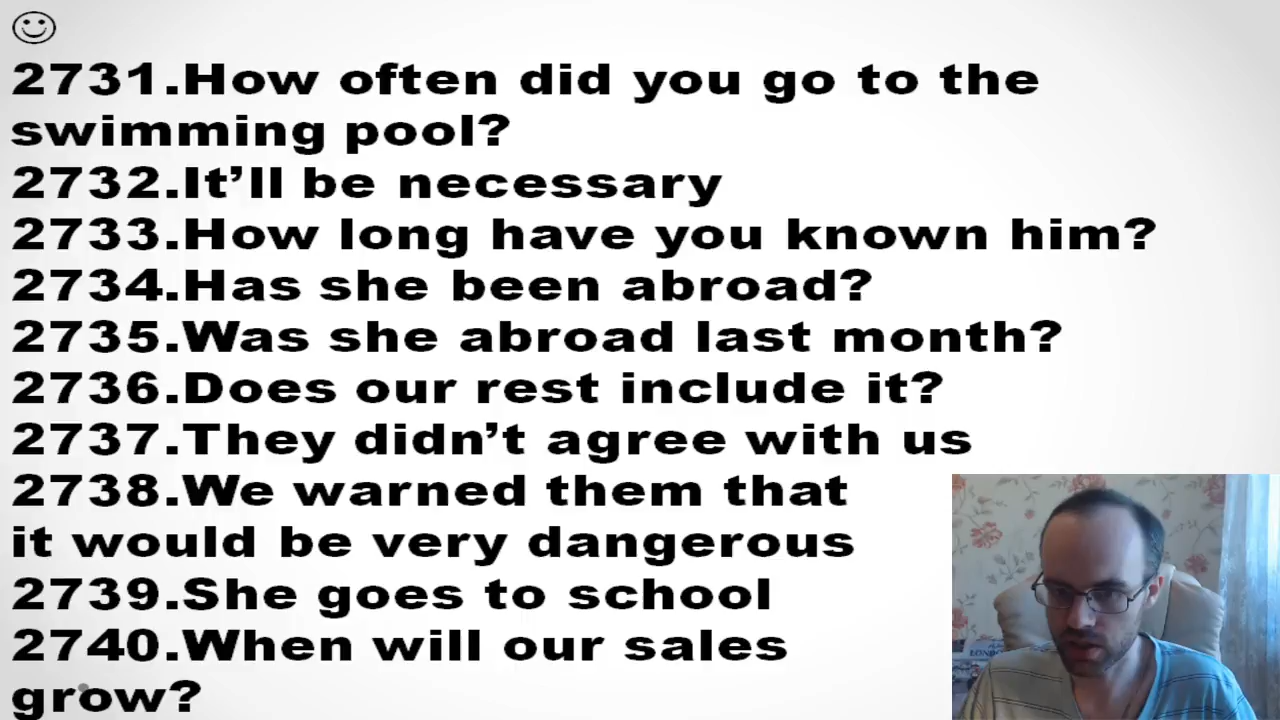 2731.How often did you go to the
swimming pool?
2732.It’ll be necessary
2733.How long have you known him?
2734.Has she been abroad?
2735.Was she abroad last month?
2736.Does our rest include it?
2737.They didn’t agree with us
2738.We warned them that
it would be very dangerous
2739.She goes to school
2740.When will our sales
grow?